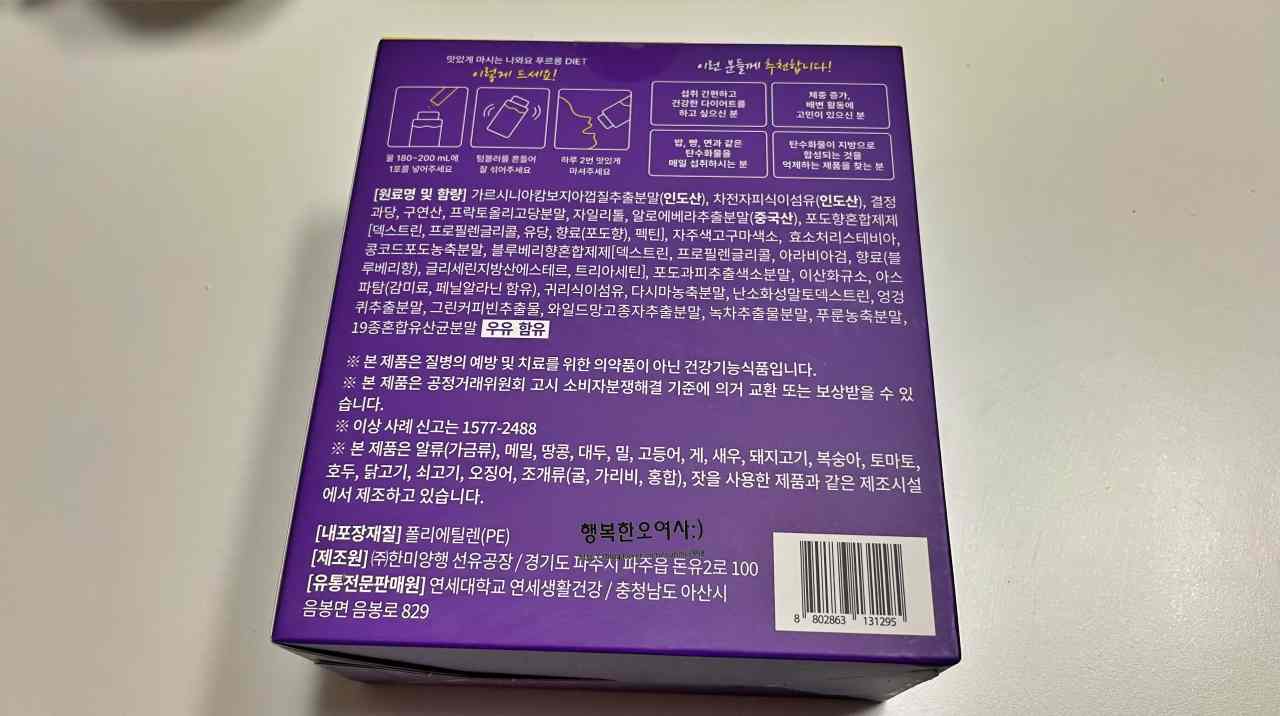 맛있게 마시는 나와요 푸르롱 DIET
이렇게 드세요!
물 180~200 mL에
1포를 넣어주세요
텀블러를 흔들어
잘 섞어주세요
하루 2번 맛있게
마셔주세요
이런 분들께 추천합니다!
섭취 간편하고
건강한 다이어트를
하고 싶으신 분
체중 증가,
배변 활동에
고민이 있으신 분
밥, 빵, 면과 같은
탄수화물을
매일 섭취하시는 분
탄수화물이 지방으로
합성되는 것을
억제하는 제품을 찾는 분
[원료명 및 함량] 가르시니아캄보지아껍질추출분말(인도산), 차전자피식이섬유(인도산), 결정
과당, 구연산, 프락토올리고당분말, 자일리톨, 알로에베라추출분말(중국산), 포도향혼합제제
[덱스트린, 프로필렌글리콜, 유당, 향료(포도향), 펙틴], 자주색고구마색소, 효소처리스테비아,
콩코드포도농축분말, 블루베리향혼합제제[덱스트린, 프로필렌글리콜, 아라비아검, 향료(블
루베리향), 글리세린지방산에스테르, 트리아세틴], 포도과피추출색소분말, 이산화규소, 아스
파탐(감미료, 페닐알라닌 함유), 귀리식이섬유, 다시마농축분말, 난소화성말토덱스트린, 엉겅
퀴추출분말, 그린커피빈추출물, 와일드망고종자추출분말, 녹차추출물분말, 푸룬농축분말,
19종혼합유산균분말 우유 함유
※ 본 제품은 질병의 예방 및 치료를 위한 의약품이 아닌 건강기능식품입니다.
※ 본 제품은 공정거래위원회 고시 소비자분쟁해결 기준에 의거 교환 또는 보상받을 수 있
습니다.
※ 이상 사례 신고는 1577-2488
※ 본 제품은 알류(가금류), 메밀, 땅콩, 대두, 밀, 고등어, 게, 새우, 돼지고기, 복숭아, 토마토,
호두, 닭고기, 쇠고기, 오징어, 조개류(굴, 가리비, 홍합), 잣을 사용한 제품과 같은 제조시설
에서 제조하고 있습니다.
[내포장재질] 폴리에틸렌(PE)
행복한오여사:)
[제조원] ㈜한미양행 선유공장 / 경기도 파주시 파주읍 돈유2로 100
[유통전문판매원] 연세대학교 연세생활건강 / 충청남도 아산시
음봉면 음봉로 829
8 802863 131295